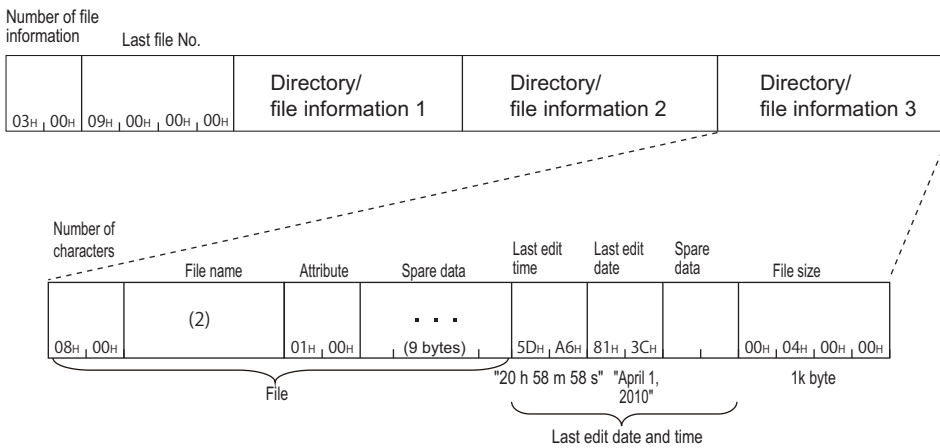 Number of file
information
Last file No.
03H 00H 09H 00H 00H 00H
Directory/
file information 1
Directory/
file information 2
Directory/
file information 3
Number of
characters
File name
Attribute
Spare data
Last edit
time
Last edit
date
Spare
data
File size
08H 00H
(2)
01H 00H
. . .
(9 bytes)
5DH A6H
81H 3CH
00H 04H 00H 00H
File
"20 h 58 m 58 s"
"April 1,
2010"
1k byte
Last edit date and time